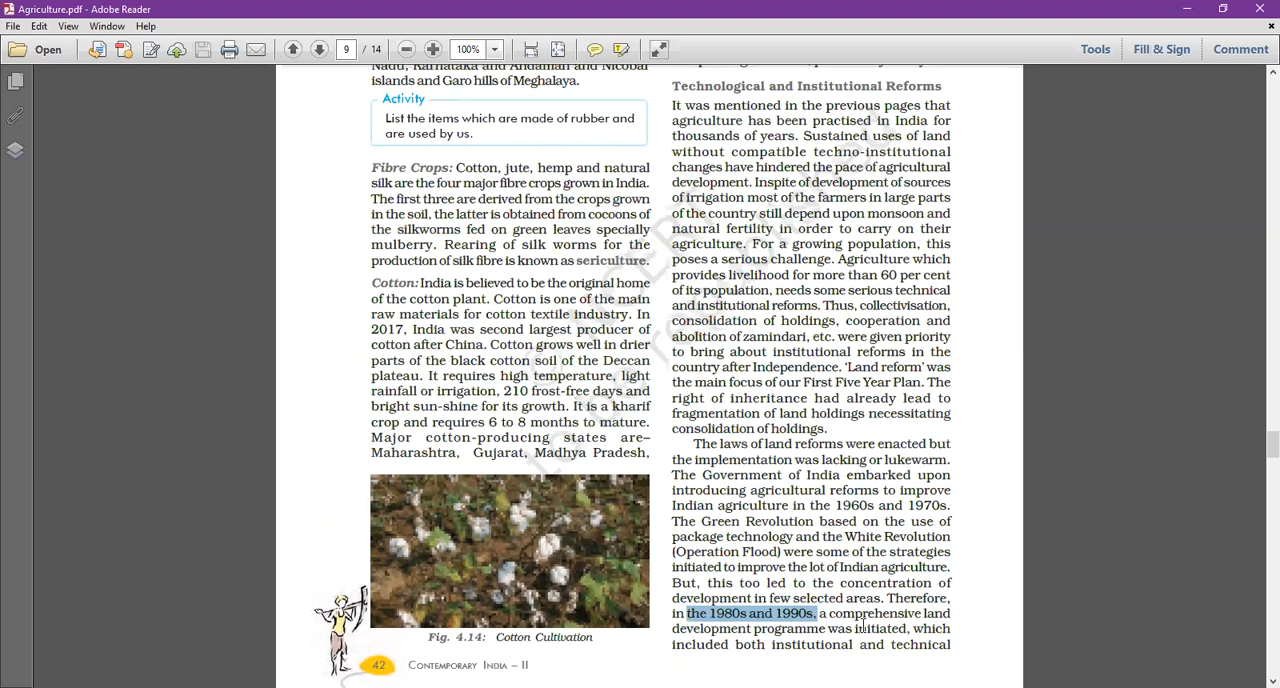 Agriculture.pdf - Adobe Reader
File Edit View Window Help
Open
9 / 14
100%
Tools Fill & Sign Comment
Nadu, Karnataka and Andaman and Nicobar
islands and Garo hills of Meghalaya.
Activity
List the items which are made of rubber and
are used by us.
Fibre Crops: Cotton, jute, hemp and natural
silk are the four major fibre crops grown in India.
The first three are derived from the crops grown
in the soil, the latter is obtained from cocoons of
the silkworms fed on green leaves specially
mulberry. Rearing of silk worms for the
production of silk fibre is known as sericulture.
Cotton: India is believed to be the original home
of the cotton plant. Cotton is one of the main
raw materials for cotton textile industry. In
2017, India was second largest producer of
cotton after China. Cotton grows well in drier
parts of the black cotton soil of the Deccan
plateau. It requires high temperature, light
rainfall or irrigation, 210 frost-free days and
bright sun-shine for its growth. It is a kharif
crop and requires 6 to 8 months to mature.
Major cotton-producing states are–
Maharashtra, Gujarat, Madhya Pradesh,
Fig. 4.14: Cotton Cultivation
42 CONTEMPORARY INDIA – II
Technological and Institutional Reforms
It was mentioned in the previous pages that
agriculture has been practised in India for
thousands of years. Sustained uses of land
without compatible techno-institutional
changes have hindered the pace of agricultural
development. Inspite of development of sources
of irrigation most of the farmers in large parts
of the country still depend upon monsoon and
natural fertility in order to carry on their
agriculture. For a growing population, this
poses a serious challenge. Agriculture which
provides livelihood for more than 60 per cent
of its population, needs some serious technical
and institutional reforms. Thus, collectivisation,
consolidation of holdings, cooperation and
abolition of zamindari, etc. were given priority
to bring about institutional reforms in the
country after Independence. ‘Land reform’ was
the main focus of our First Five Year Plan. The
right of inheritance had already lead to
fragmentation of land holdings necessitating
consolidation of holdings.
The laws of land reforms were enacted but
the implementation was lacking or lukewarm.
The Government of India embarked upon
introducing agricultural reforms to improve
Indian agriculture in the 1960s and 1970s.
The Green Revolution based on the use of
package technology and the White Revolution
(Operation Flood) were some of the strategies
initiated to improve the lot of Indian agriculture.
But, this too led to the concentration of
development in few selected areas. Therefore,
in the 1980s and 1990s, a comprehensive land
development programme was initiated, which
included both institutional and technical
© NCERT
to be republished